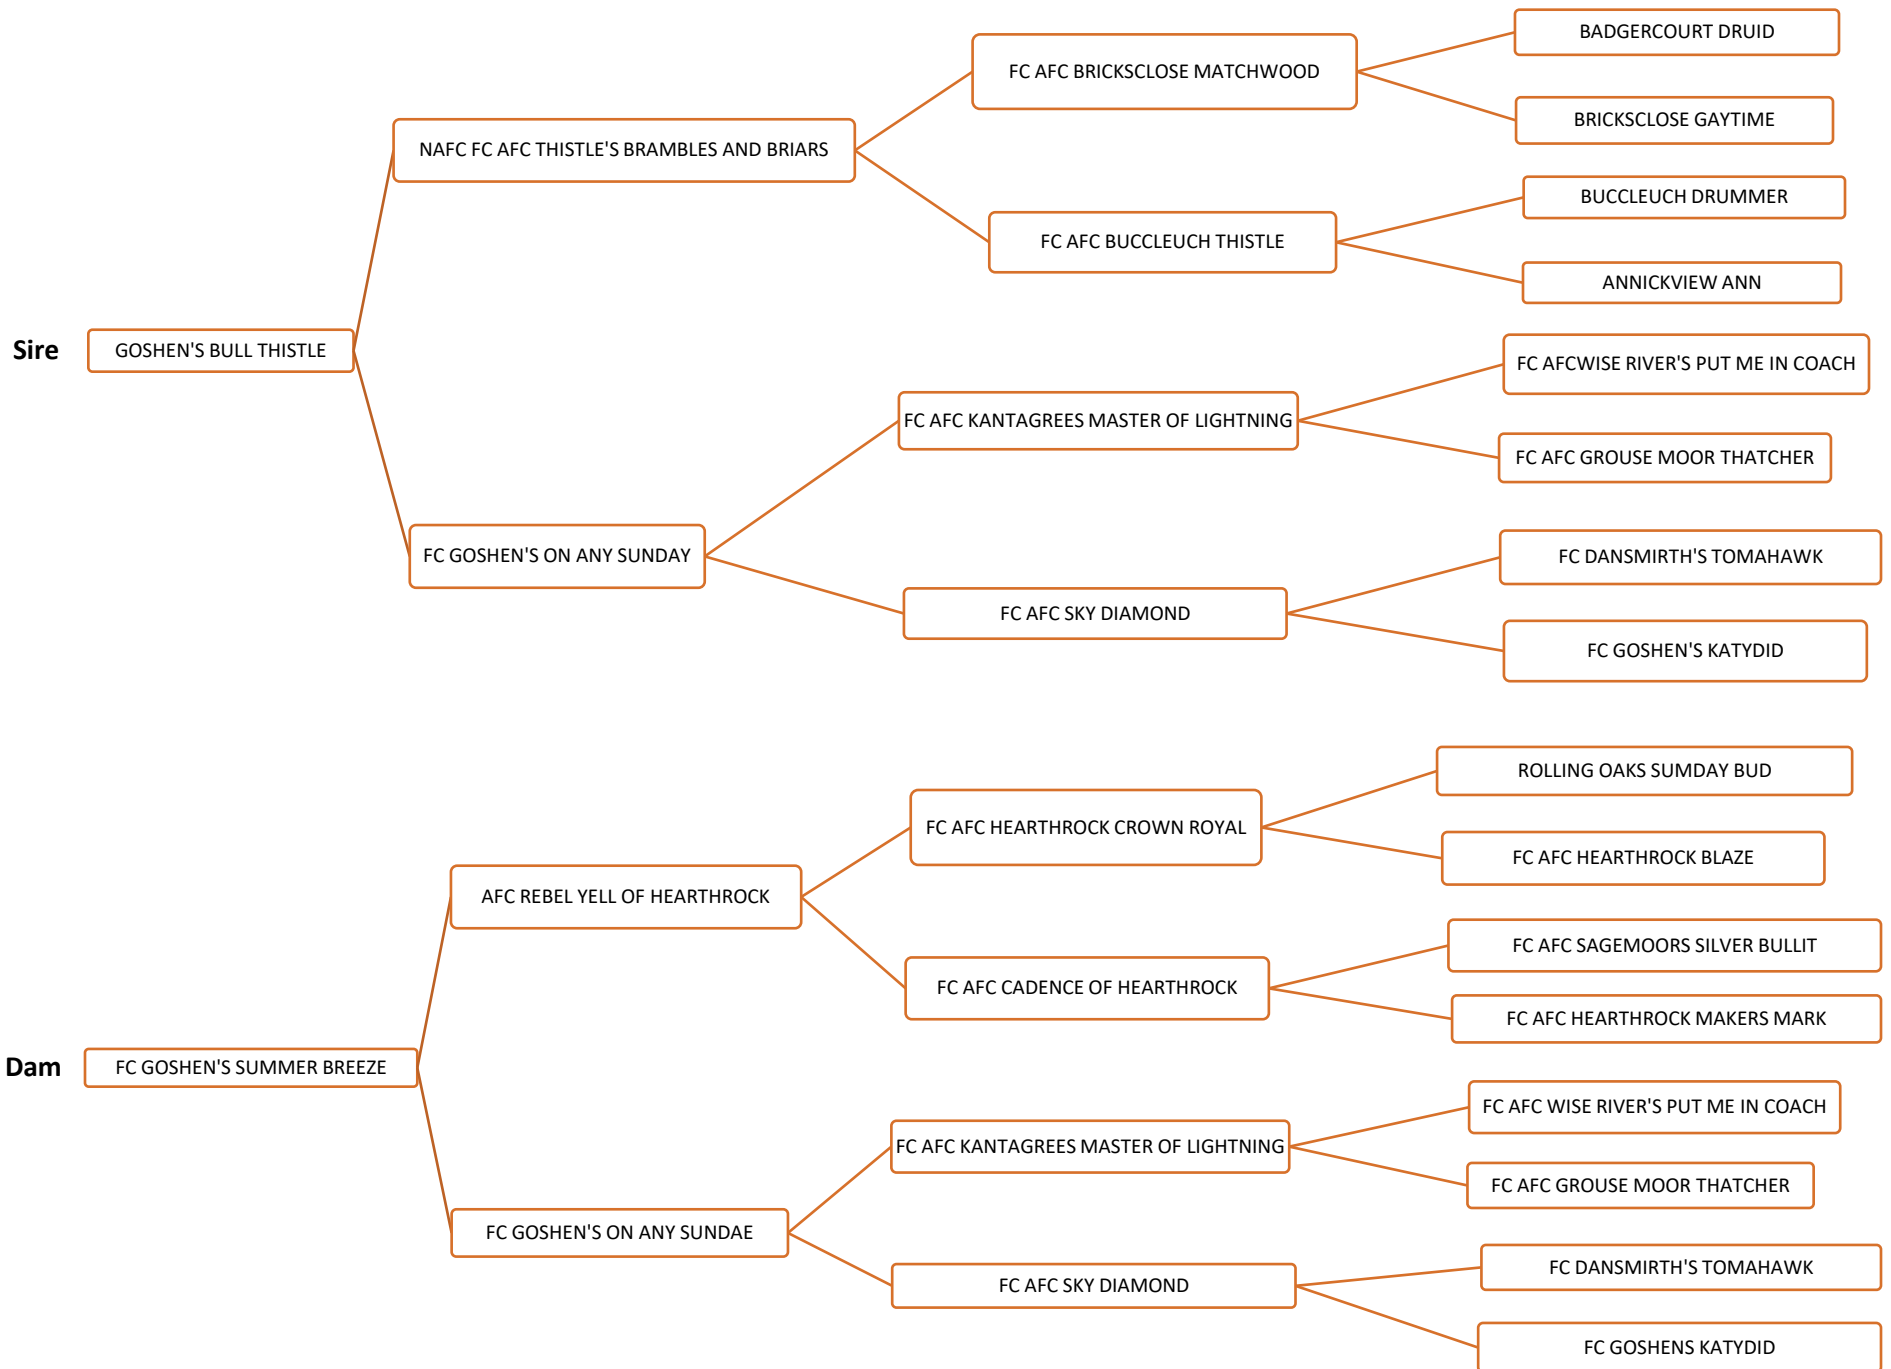 BADGERCOURT DRUID
FC AFC BRICKSCLOSE MATCHWOOD
BRICKSCLOSE GAYTIME
NAFC FC AFC THISTLE'S BRAMBLES AND BRIARS
BUCCLEUCH DRUMMER
FC AFC BUCCLEUCH THISTLE
ANNICKVIEW ANN
Sire
GOSHEN'S BULL THISTLE
FC AFCWISE RIVER'S PUT ME IN COACH
FC AFC KANTAGREES MASTER OF LIGHTNING
FC AFC GROUSE MOOR THATCHER
FC GOSHEN'S ON ANY SUNDAY
FC DANSMIRTH'S TOMAHAWK
FC AFC SKY DIAMOND
FC GOSHEN'S KATYDID
ROLLING OAKS SUMDAY BUD
FC AFC HEARTHROCK CROWN ROYAL
FC AFC HEARTHROCK BLAZE
AFC REBEL YELL OF HEARTHROCK
FC AFC SAGEMOORS SILVER BULLIT
FC AFC CADENCE OF HEARTHROCK
FC AFC HEARTHROCK MAKERS MARK
Dam
FC GOSHEN'S SUMMER BREEZE
FC AFC WISE RIVER'S PUT ME IN COACH
FC AFC KANTAGREES MASTER OF LIGHTNING
FC AFC GROUSE MOOR THATCHER
FC GOSHEN'S ON ANY SUNDAE
FC DANSMIRTH'S TOMAHAWK
FC AFC SKY DIAMOND
FC GOSHENS KATYDID